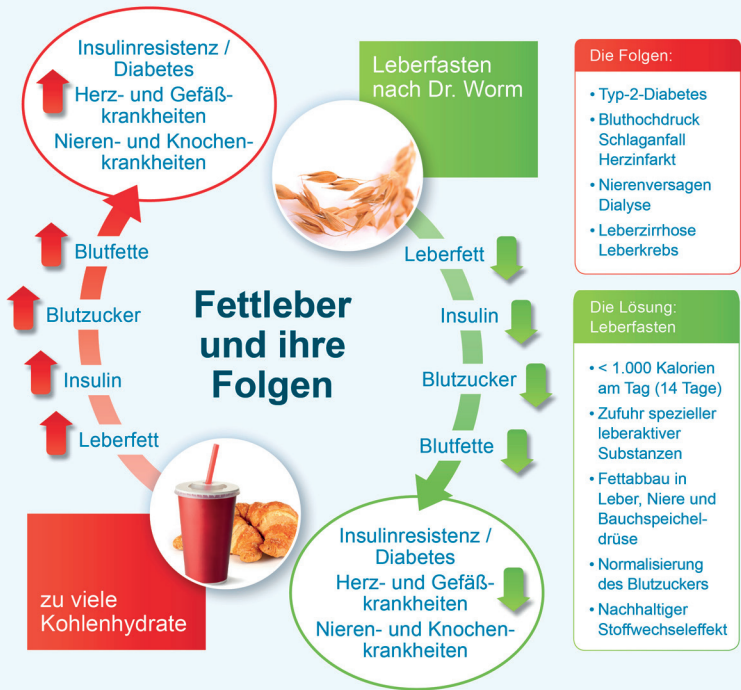 Insulinresistenz /
Diabetes
Herz- und Gefäß-
krankheiten
Nieren- und Knochen-
krankheiten
Blutfette
Blutzucker
Insulin
Leberfett
zu viele
Kohlenhydrate
Fettleber
und ihre
Folgen
Leberfasten
nach Dr. Worm
Leberfett
Insulin
Blutzucker
Blutfette
Insulinresistenz /
Diabetes
Herz- und Gefäß-
krankheiten
Nieren- und Knochen-
krankheiten
Die Folgen:
• Typ-2-Diabetes
• Bluthochdruck
Schlaganfall
Herzinfarkt
• Nierenversagen
Dialyse
• Leberzirrhose
Leberkrebs
Die Lösung:
Leberfasten
• < 1.000 Kalorien
am Tag (14 Tage)
• Zufuhr spezieller
leberaktiver
Substanzen
• Fettabbau in
Leber, Niere und
Bauchspeichel-
drüse
• Normalisierung
des Blutzuckers
• Nachhaltiger
Stoffwechseleffekt